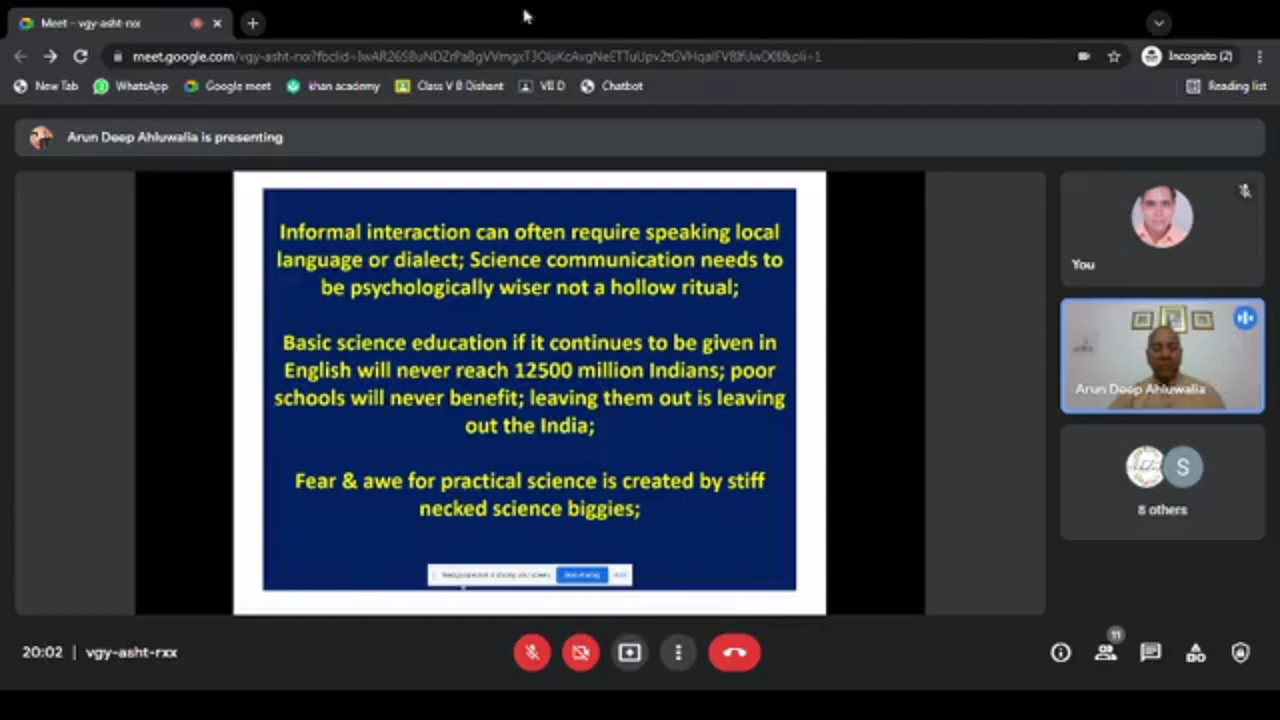 Meet – vgy-asht-rxx
meet.google.com/vgy-asht-rxx?fbclid=
Incognito (2)
New Tab
WhatsApp
Google meet
khan academy
Class V B Dishant
VII D
Chatbot
Reading list
Arun Deep Ahluwalia is presenting
Informal interaction can often require speaking local
language or dialect; Science communication needs to
be psychologically wiser not a hollow ritual;
Basic science education if it continues to be given in
English will never reach 12500 million Indians; poor
schools will never benefit; leaving them out is leaving
out the India;
Fear & awe for practical science is created by stiff
necked science biggies;
You
Arun Deep Ahluwalia
S
8 others
20:02 | vgy-asht-rxx
11